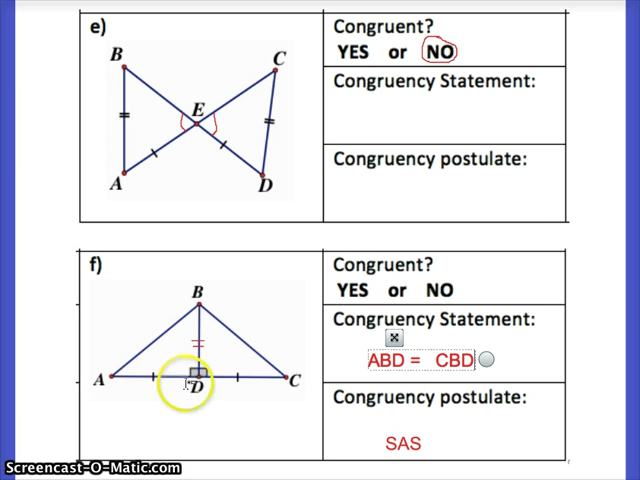 e)
Congruent?
YES or NO
B
C
E
A
D
Congruency Statement:
Congruency postulate:
f)
Congruent?
YES or NO
B
A
D
C
Congruency Statement:
ABD = CBD
Congruency postulate:
SAS
Screencast-O-Matic.com